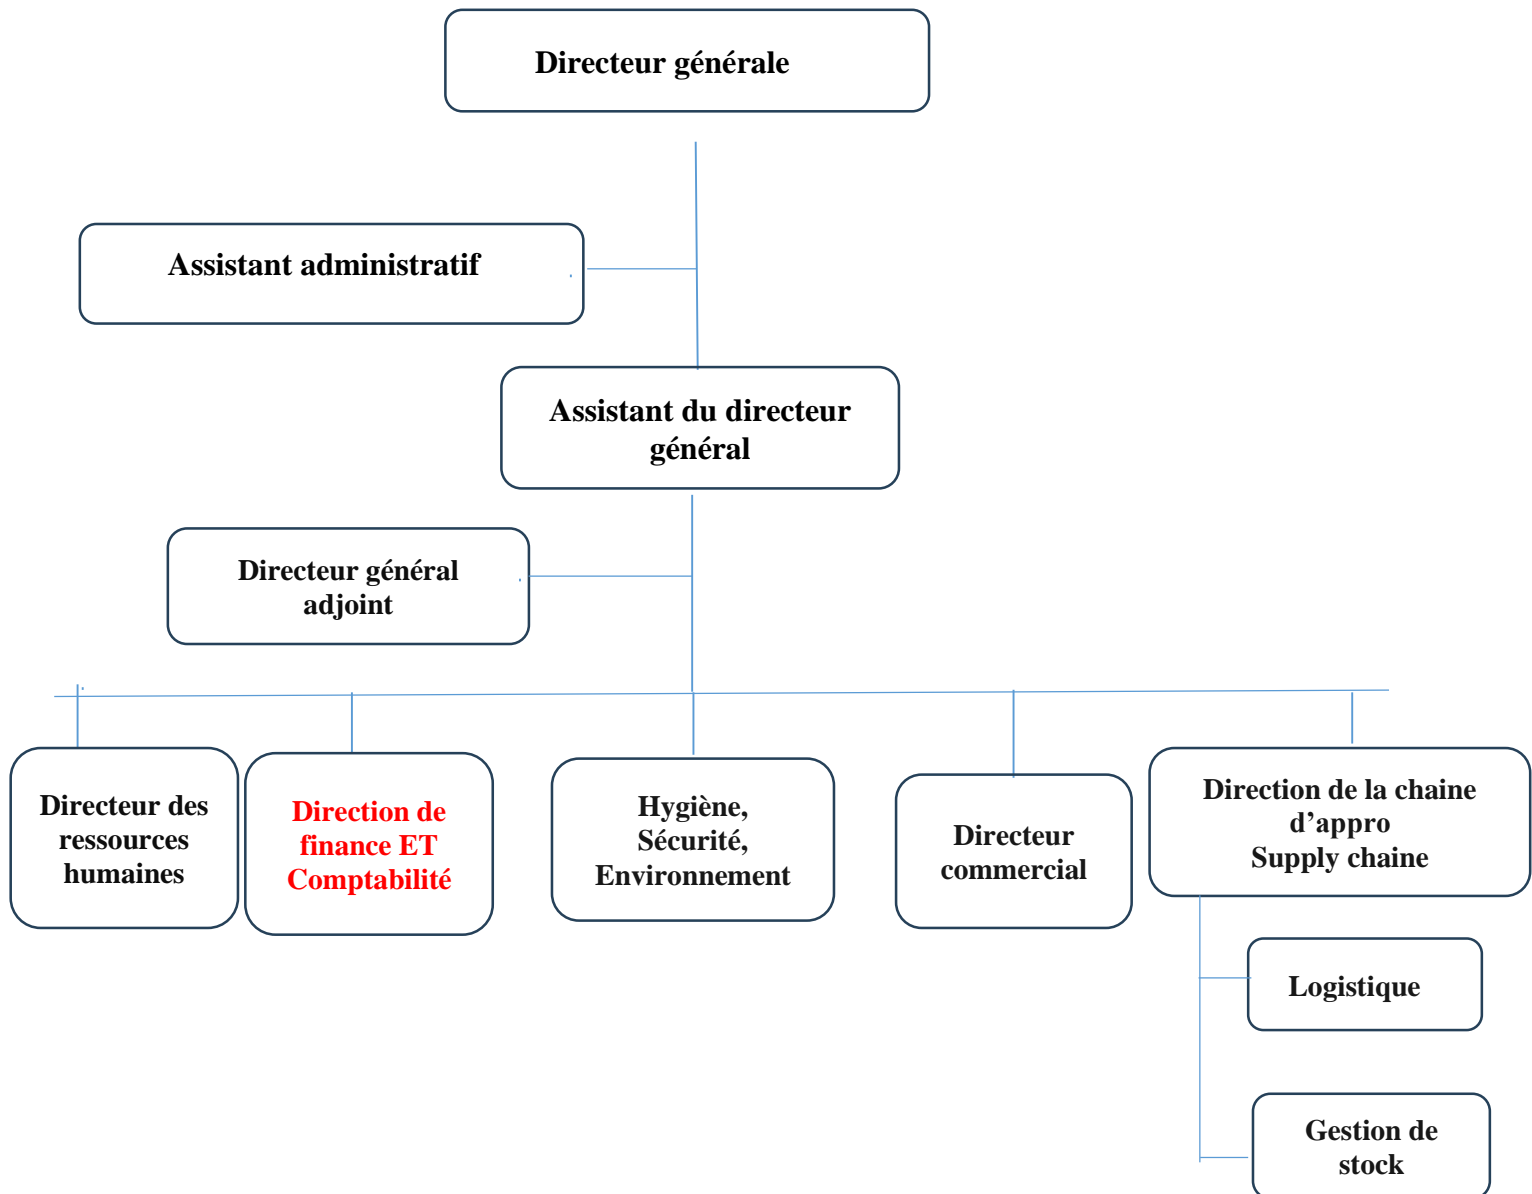 Directeur générale
Assistant administratif
Assistant du directeur
général
Directeur général
adjoint
Directeur des
ressources
humaines
Direction de
finance ET
Comptabilité
Hygiène,
Sécurité,
Environnement
Directeur
commercial
Direction de la chaine
d’appro
Supply chaine
Logistique
Gestion de
stock